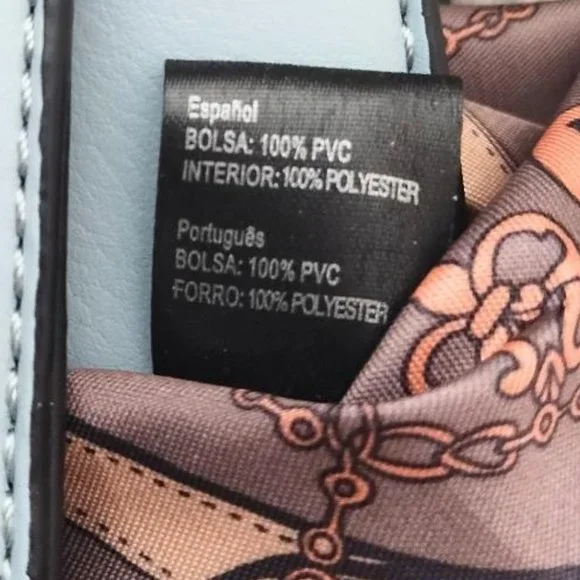 Español
BOLSA: 100% PVC
INTERIOR: 100% POLYESTER
Português
BOLSA: 100% PVC
FORRO: 100% POLYESTER